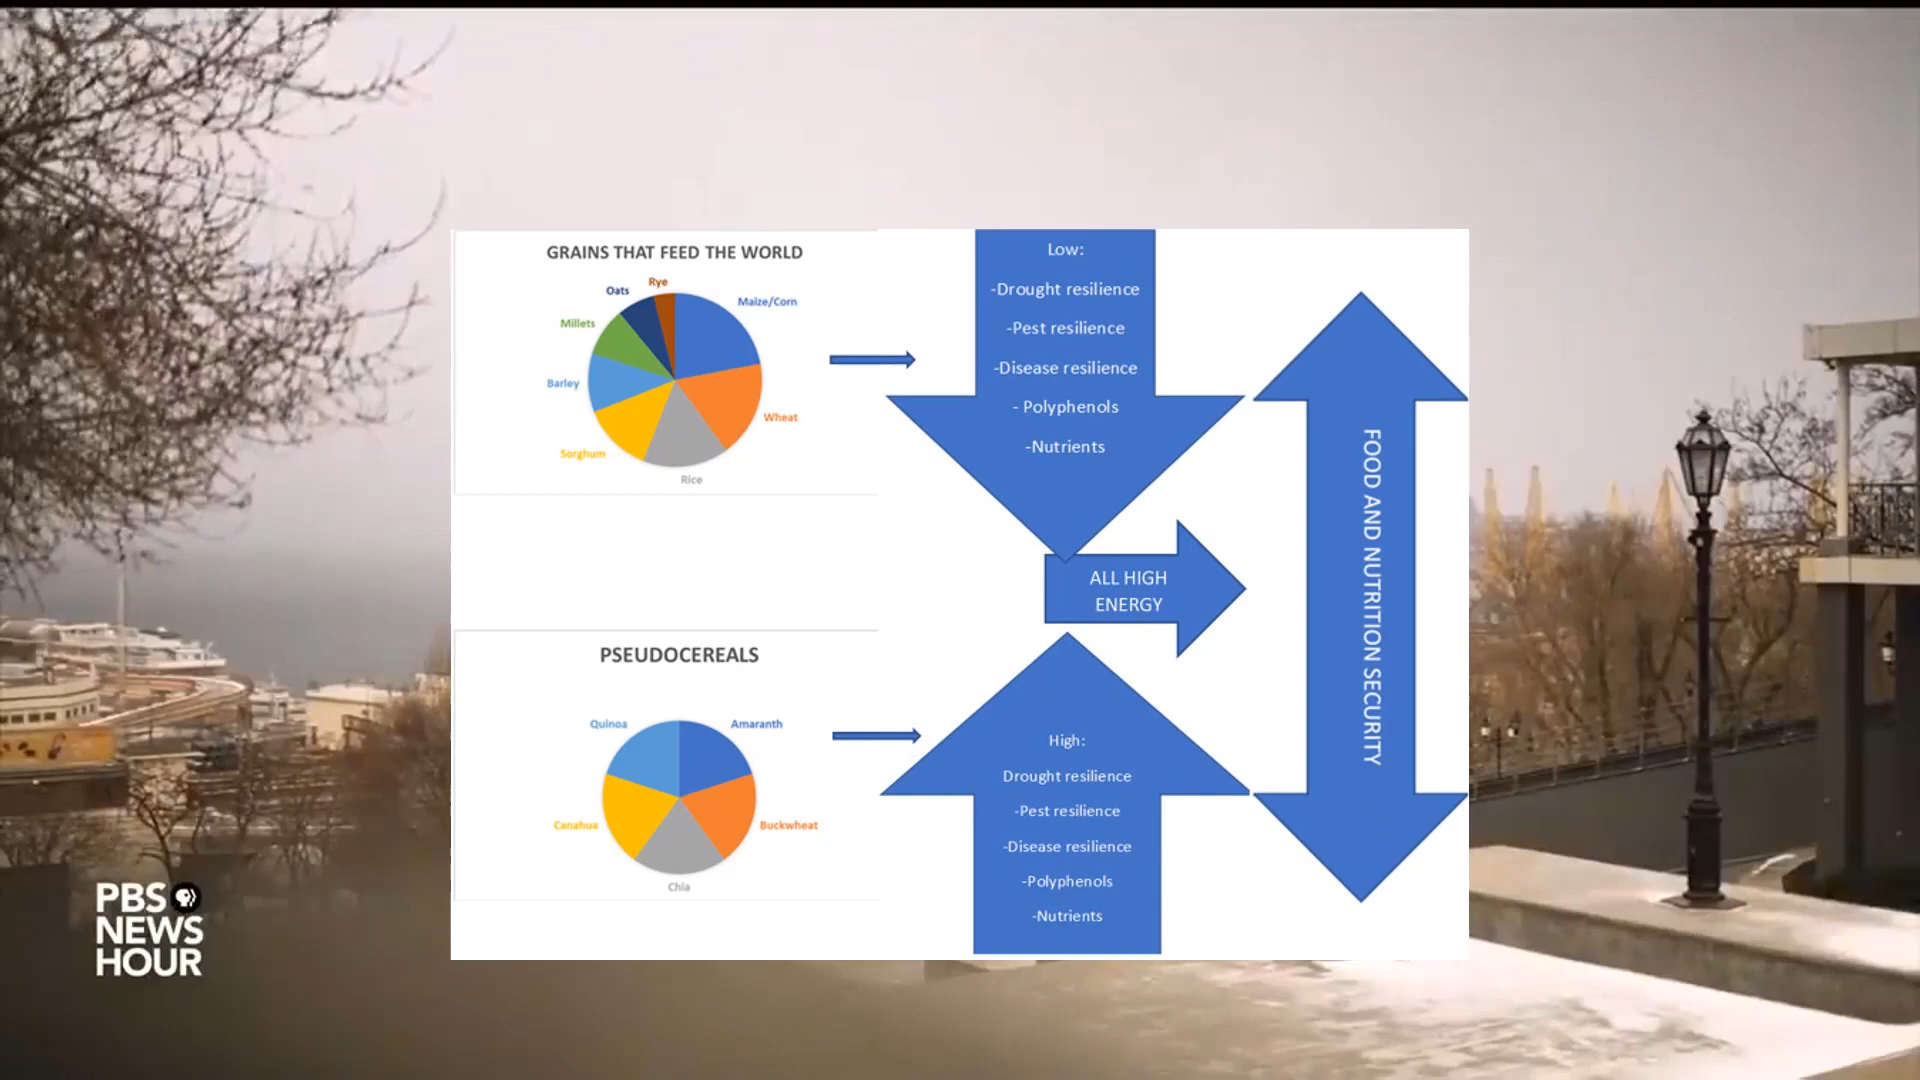 GRAINS THAT FEED THE WORLD
Rye
Oats
Maize/Corn
Millets
Barley
Wheat
Sorghum
Rice
Low:
-Drought resilience
-Pest resilience
-Disease resilience
- Polyphenols
-Nutrients
ALL HIGH
ENERGY
FOOD AND NUTRITION SECURITY
PSEUDOCEREALS
Quinoa
Amaranth
Canahua
Buckwheat
Chia
High:
Drought resilience
-Pest resilience
-Disease resilience
-Polyphenols
-Nutrients
PBS
NEWS
HOUR